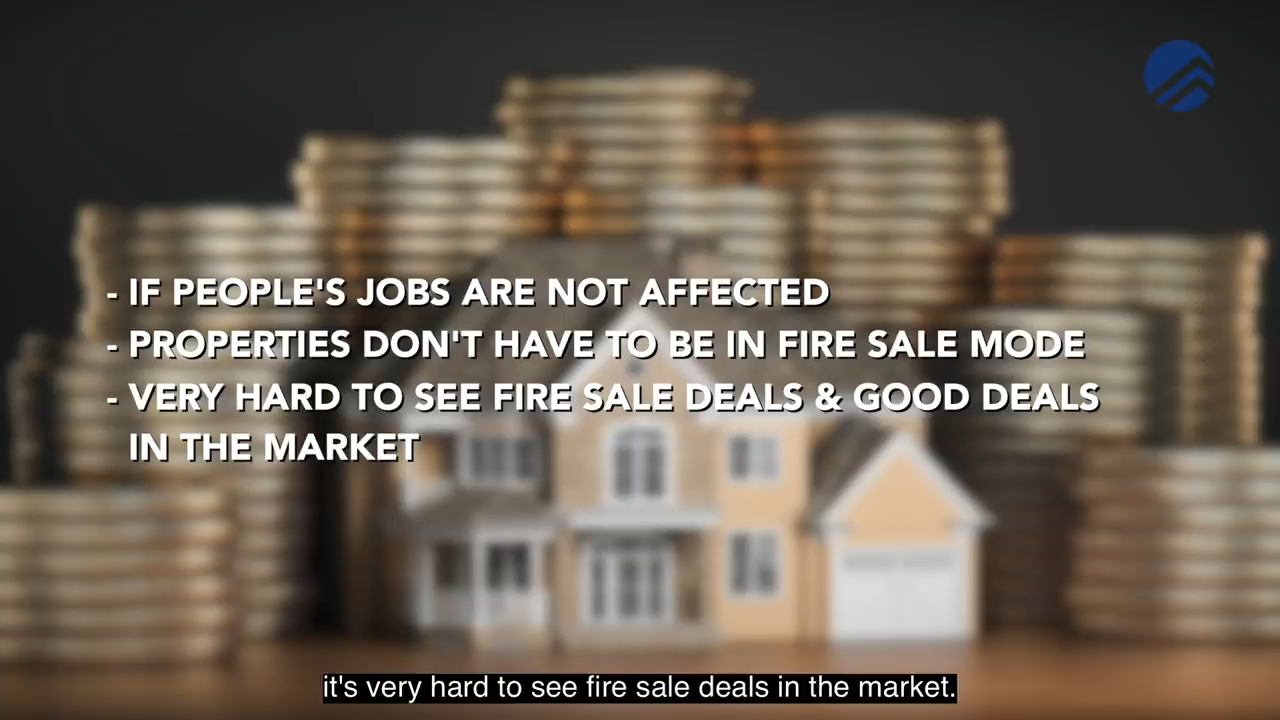 - IF PEOPLE'S JOBS ARE NOT AFFECTED
- PROPERTIES DON'T HAVE TO BE IN FIRE SALE MODE
- VERY HARD TO SEE FIRE SALE DEALS & GOOD DEALS
IN THE MARKET
it's very hard to see fire sale deals in the market.